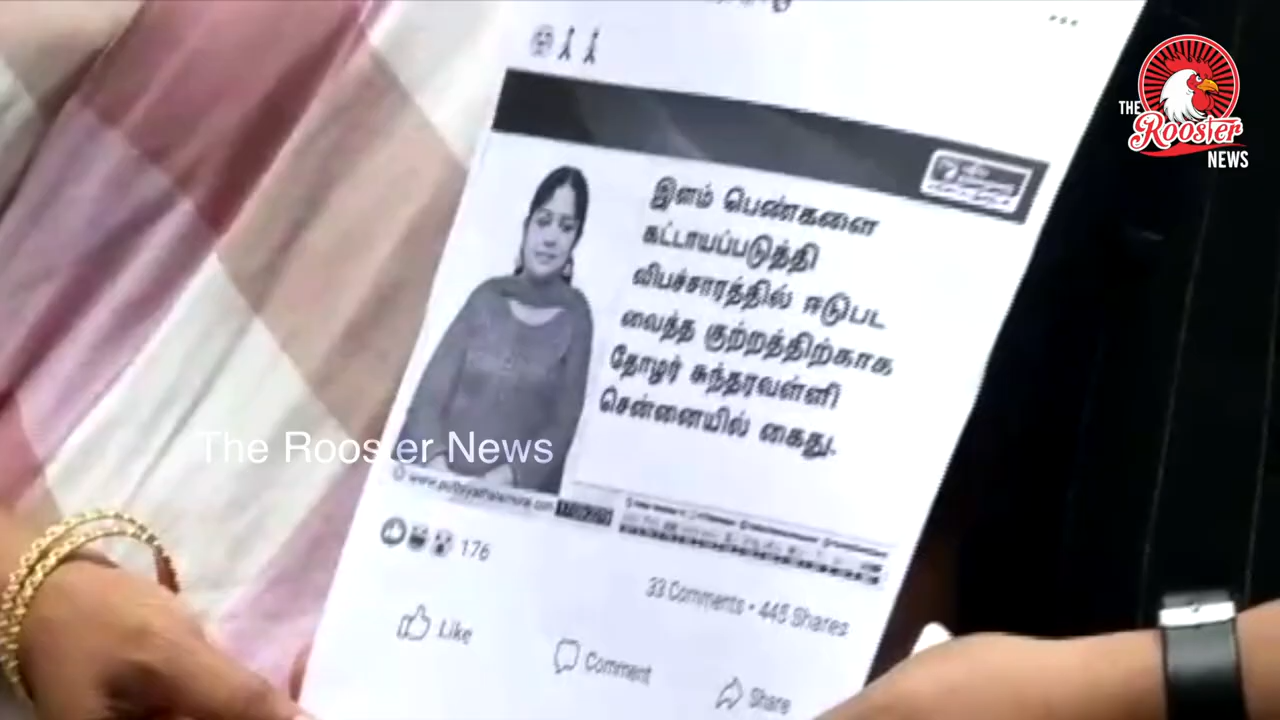 THE
Rooster
NEWS
இளம் பெண்களை
கட்டாயப்படுத்தி
விபச்சாரத்தில் ஈடுபட
வைத்த குற்றத்திற்காக
தோழர் சுந்தரவள்ளி
சென்னையில் கைது.
The Rooster News
176
33 Comments • 445 Shares
Like
Comment
Share